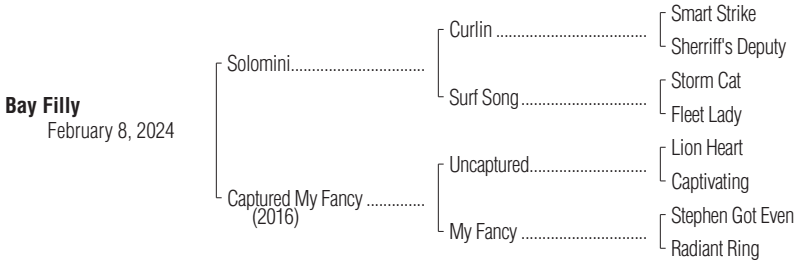 Smart Strike
Curlin ....................................
Sherriff's Deputy
Solomini................................
Storm Cat
Surf Song..............................
Fleet Lady
Bay Filly
February 8, 2024
Lion Heart
Uncaptured............................
Captivating
Captured My Fancy ..............
(2016)
Stephen Got Even
My Fancy ..............................
Radiant Ring